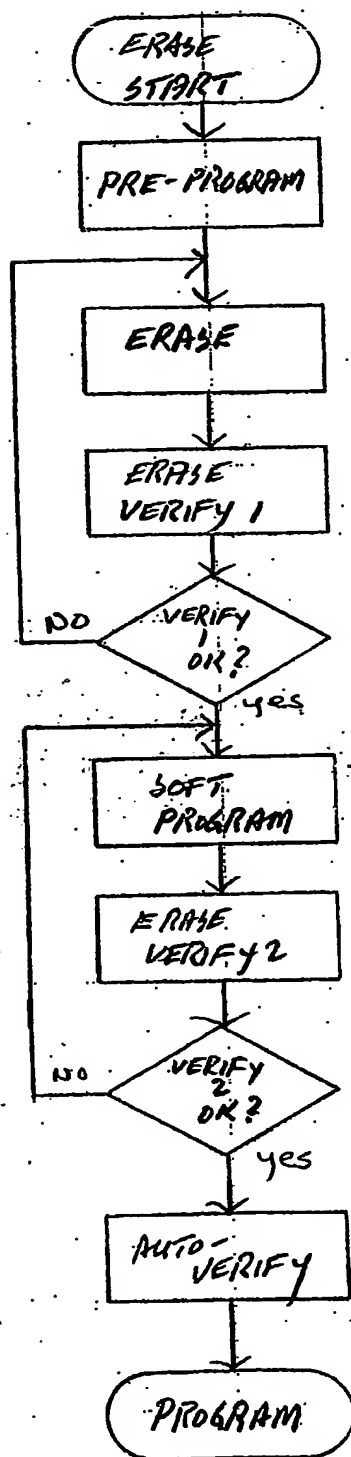 ERASE
START
PRE-PROGRAM
ERASE
ERASE
VERIFY 1
VERIFY
1
OK?
NO
yes
SOFT
PROGRAM
ERASE
VERIFY 2
VERIFY
2
OK?
NO
yes
AUTO-
VERIFY
PROGRAM